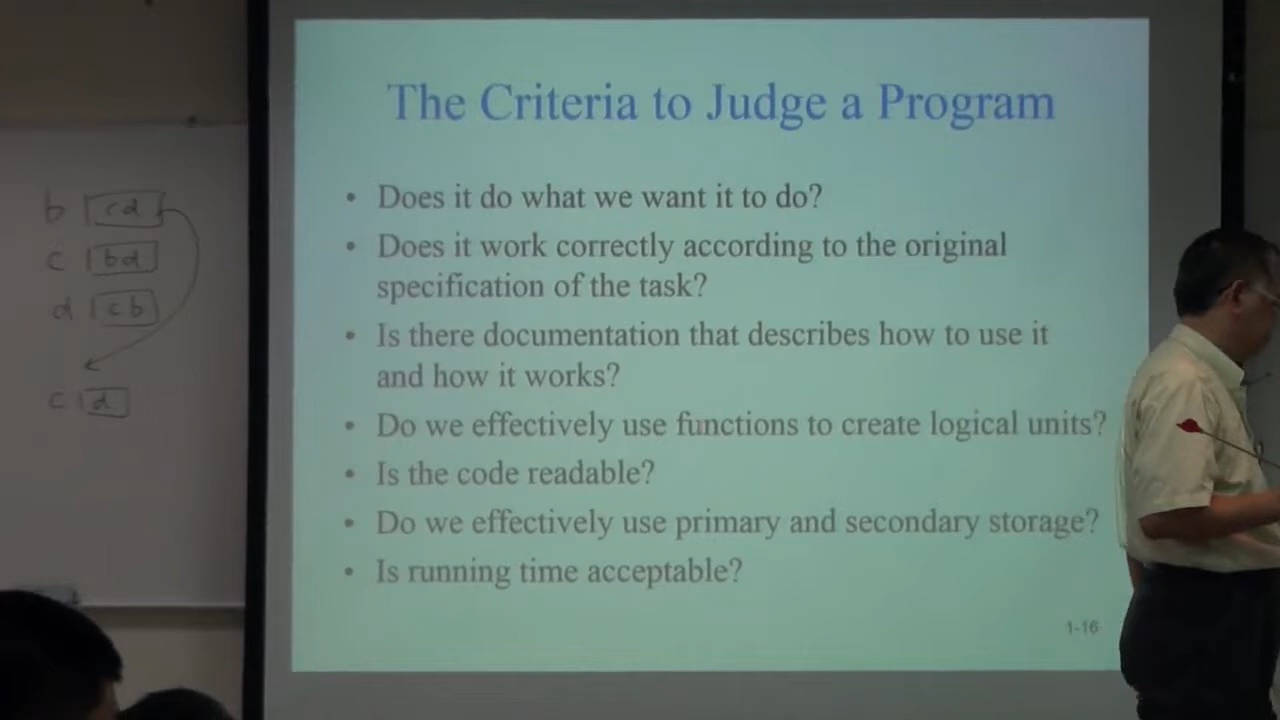 The Criteria to Judge a Program
• Does it do what we want it to do?
• Does it work correctly according to the original
specification of the task?
• Is there documentation that describes how to use it
and how it works?
• Do we effectively use functions to create logical units?
• Is the code readable?
• Do we effectively use primary and secondary storage?
• Is running time acceptable?
1-16
b cd
c bd
d cb
c d